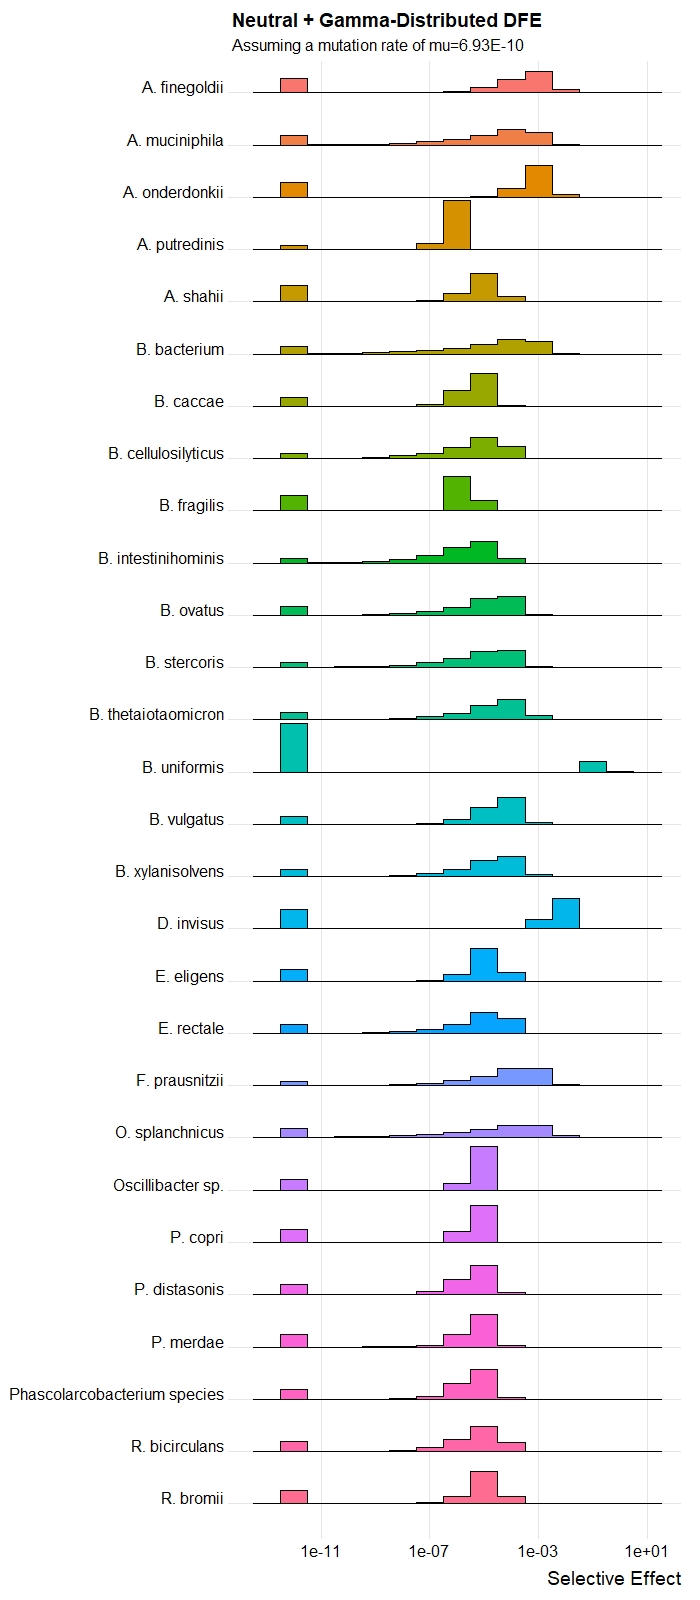 Neutral + Gamma-Distributed DFE
Assuming a mutation rate of mu=6.93E-10
A. finegoldii
A. muciniphila
A. onderdonkii
A. putredinis
A. shahii
B. bacterium
B. caccae
B. cellulosilyticus
B. fragilis
B. intestinihominis
B. ovatus
B. stercoris
B. thetaiotaomicron
B. uniformis
B. vulgatus
B. xylanisolvens
D. invisus
E. eligens
E. rectale
F. prausnitzii
O. splanchnicus
Oscillibacter sp.
P. copri
P. distasonis
P. merdae
Phascolarcobacterium species
R. bicirculans
R. bromii
1e-11 1e-07 1e-03 1e+01
Selective Effect